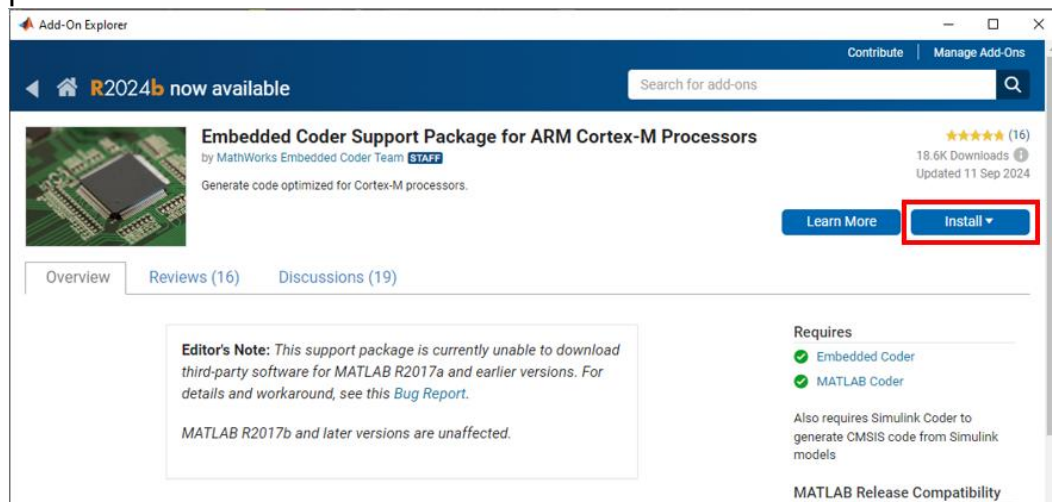 Add-On Explorer
Contribute | Manage Add-Ons
R2024b now available
Search for add-ons
Embedded Coder Support Package for ARM Cortex-M Processors
by MathWorks Embedded Coder Team STAFF
Generate code optimized for Cortex-M processors.
(16)
18.6K Downloads
Updated 11 Sep 2024
Learn More
Install
Overview
Reviews (16)
Discussions (19)
Editor's Note: This support package is currently unable to download
third-party software for MATLAB R2017a and earlier versions. For
details and workaround, see this Bug Report.
MATLAB R2017b and later versions are unaffected.
Requires
Embedded Coder
MATLAB Coder
Also requires Simulink Coder to
generate CMSIS code from Simulink
models
MATLAB Release Compatibility